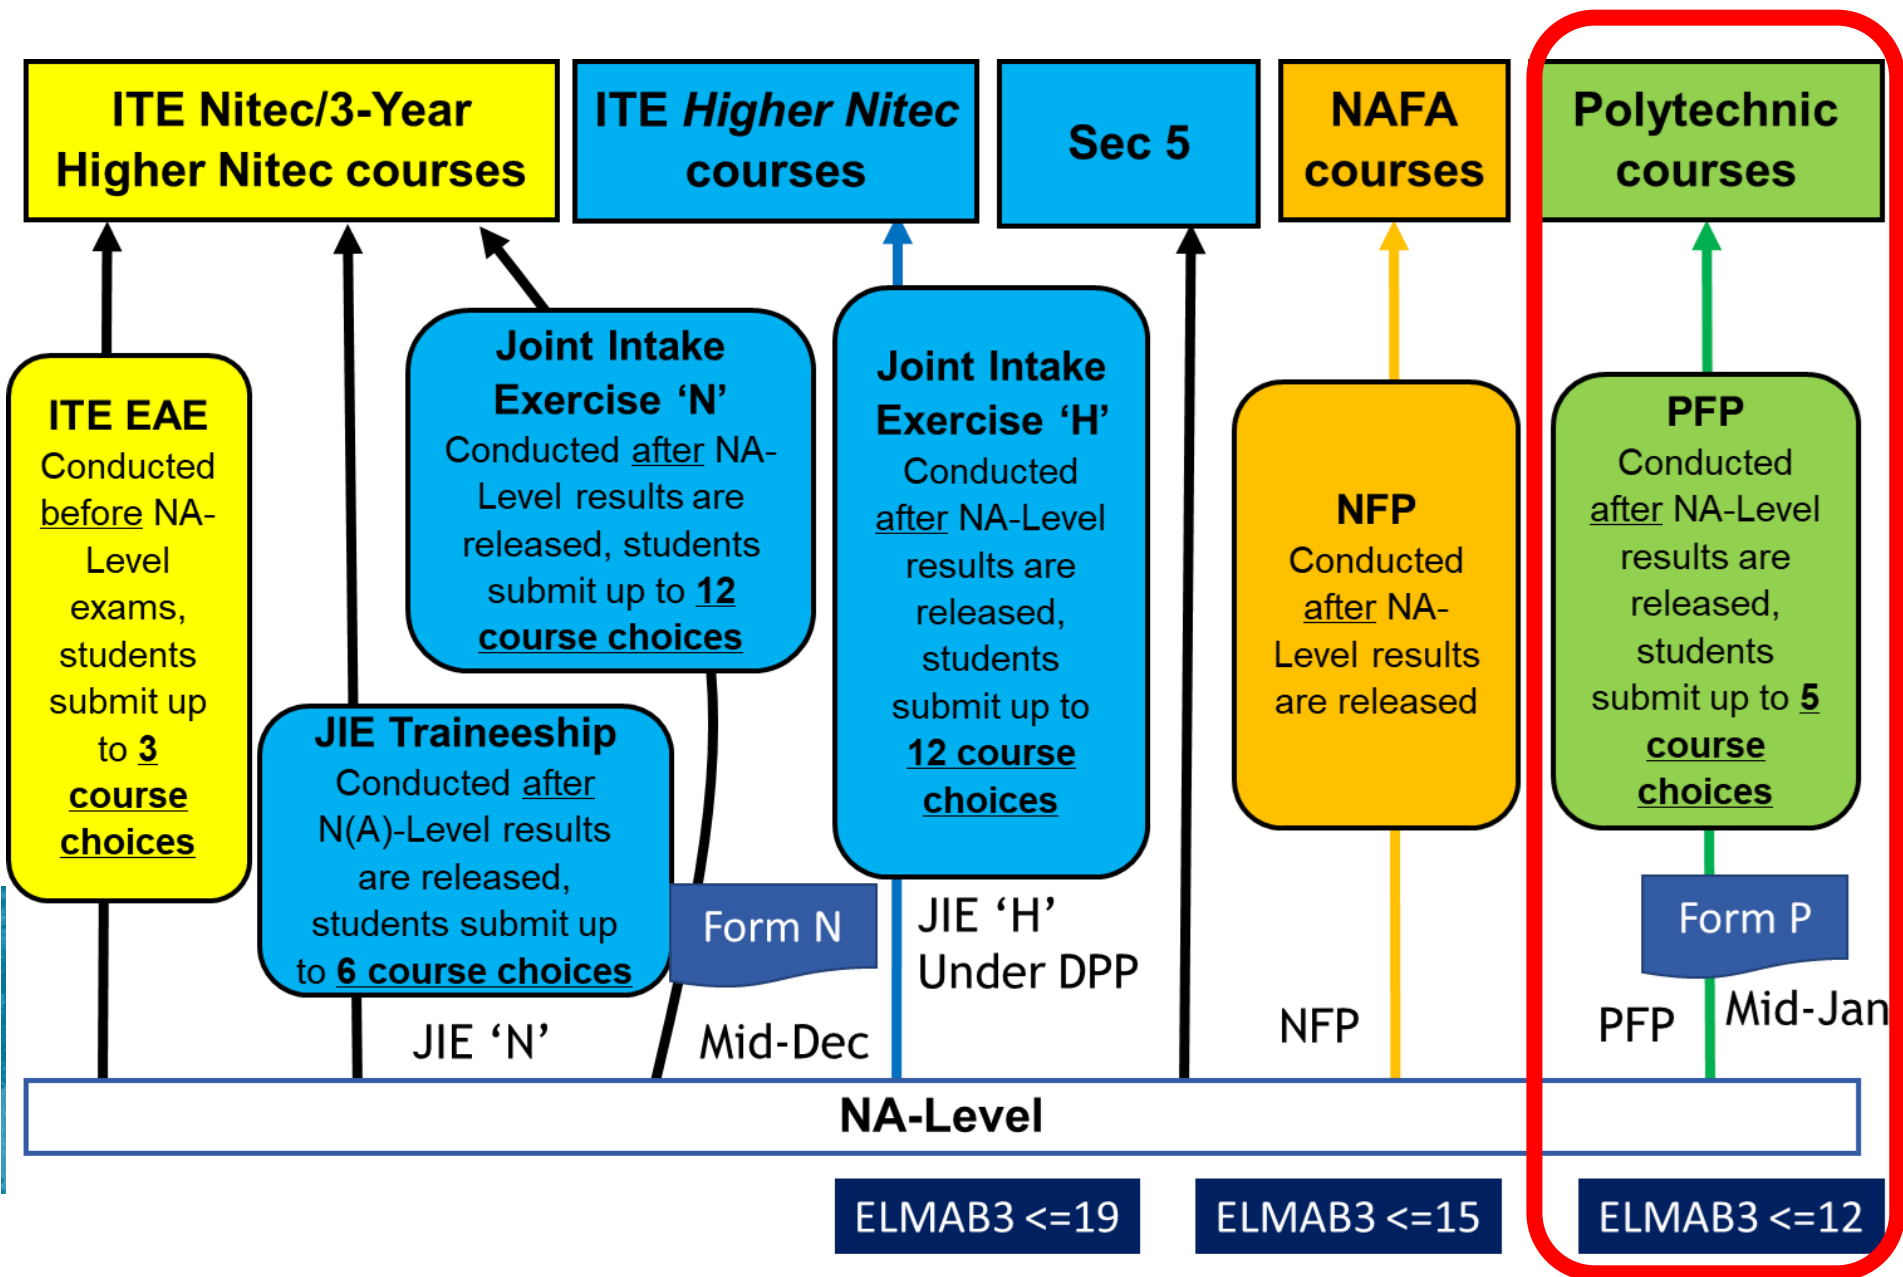 ITE Nitec/3-Year
Higher Nitec courses
ITE Higher Nitec
courses
Sec 5
NAFA
courses
Polytechnic
courses
ITE EAE
Conducted
before NA-
Level
exams,
students
submit up
to 3
course
choices
JIE Traineeship
Conducted after
N(A)-Level results
are released,
students submit up
to 6 course choices
Joint Intake
Exercise ‘N’
Conducted after NA-
Level results are
released, students
submit up to 12
course choices
Joint Intake
Exercise ‘H’
Conducted
after NA-Level
results are
released,
students
submit up to
12 course
choices
NFP
Conducted
after NA-
Level results
are released
PFP
Conducted
after NA-Level
results are
released,
students
submit up to 5
course
choices
Form N
JIE ‘H’
Under DPP
Form P
JIE ‘N’
Mid-Dec
NFP
PFP
Mid-Jan
NA-Level
ELMAB3 <=19
ELMAB3 <=15
ELMAB3 <=12